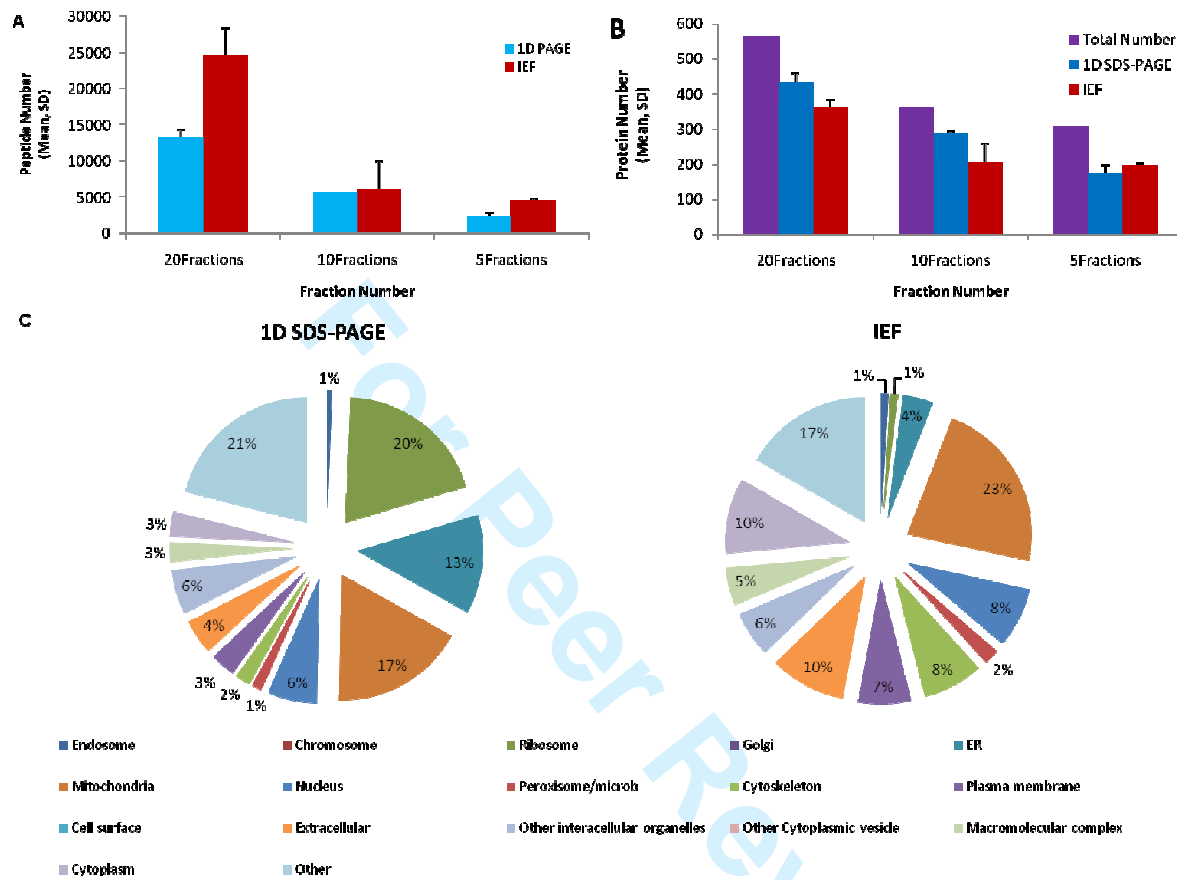 A
30000
25000
20000
15000
10000
5000
0
Peptide Number
(Mean, SD)
1D PAGE
IEF
20Fractions
10Fractions
5Fractions
Fraction Number
B
600
500
400
300
200
100
0
Protein Number
(Mean, SD)
Total Number
1D SDS-PAGE
IEF
20Fractions
10Fractions
5Fractions
Fraction Number
C
1D SDS-PAGE
1%
20%
13%
17%
6%
1%
2%
3%
4%
6%
3%
3%
21%
IEF
1%
1%
4%
23%
8%
2%
8%
7%
10%
6%
5%
10%
17%
Endosome
Chromosome
Ribosome
Golgi
ER
Mitochondria
Nucleus
Peroxisome/microb
Cytoskeleton
Plasma membrane
Cell surface
Extracellular
Other interacellular organelles
Other Cytoplasmic vesicle
Macromolecular complex
Cytoplasm
Other
For Peer Rev